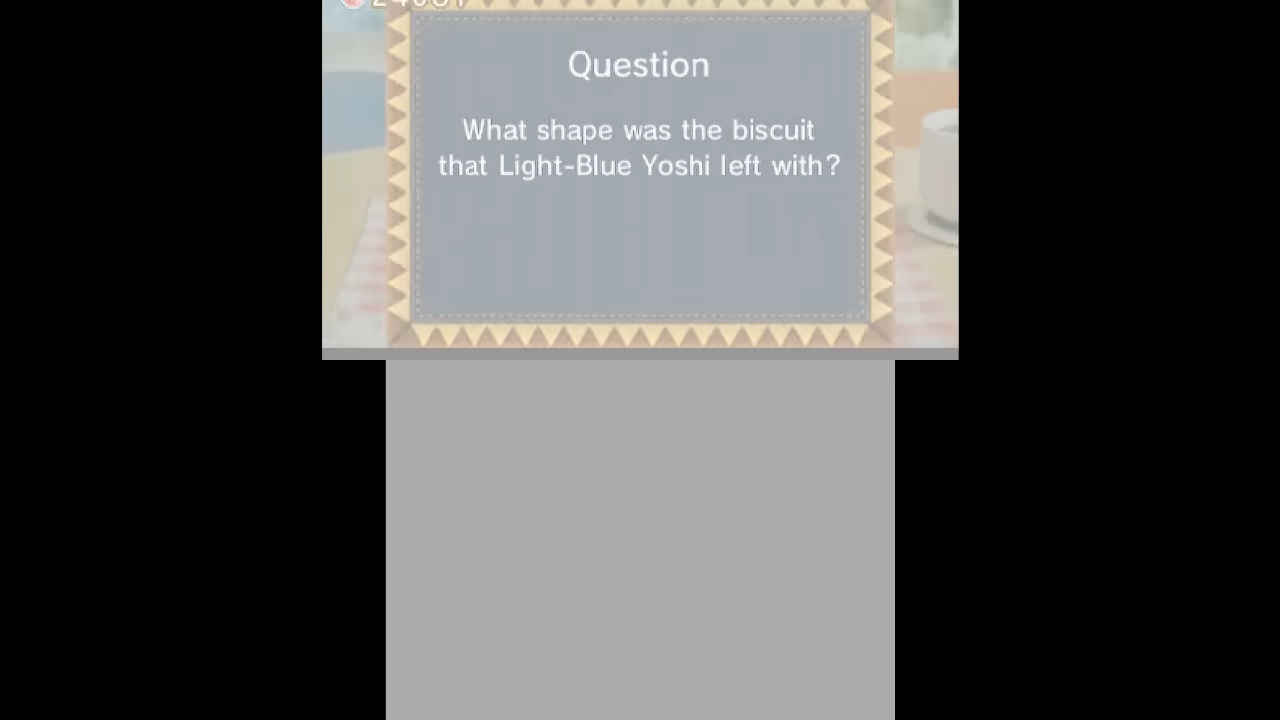 Question
What shape was the biscuit
that Light-Blue Yoshi left with?